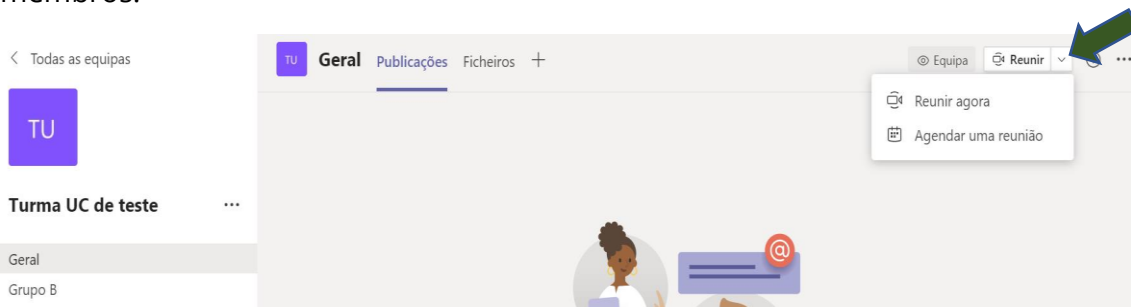 membros.
Todas as equipas
TU
Turma UC de teste
Geral
Grupo B
TU Geral Publicações Ficheiros +
Equipa Reunir
Reunir agora
Agendar uma reunião
@